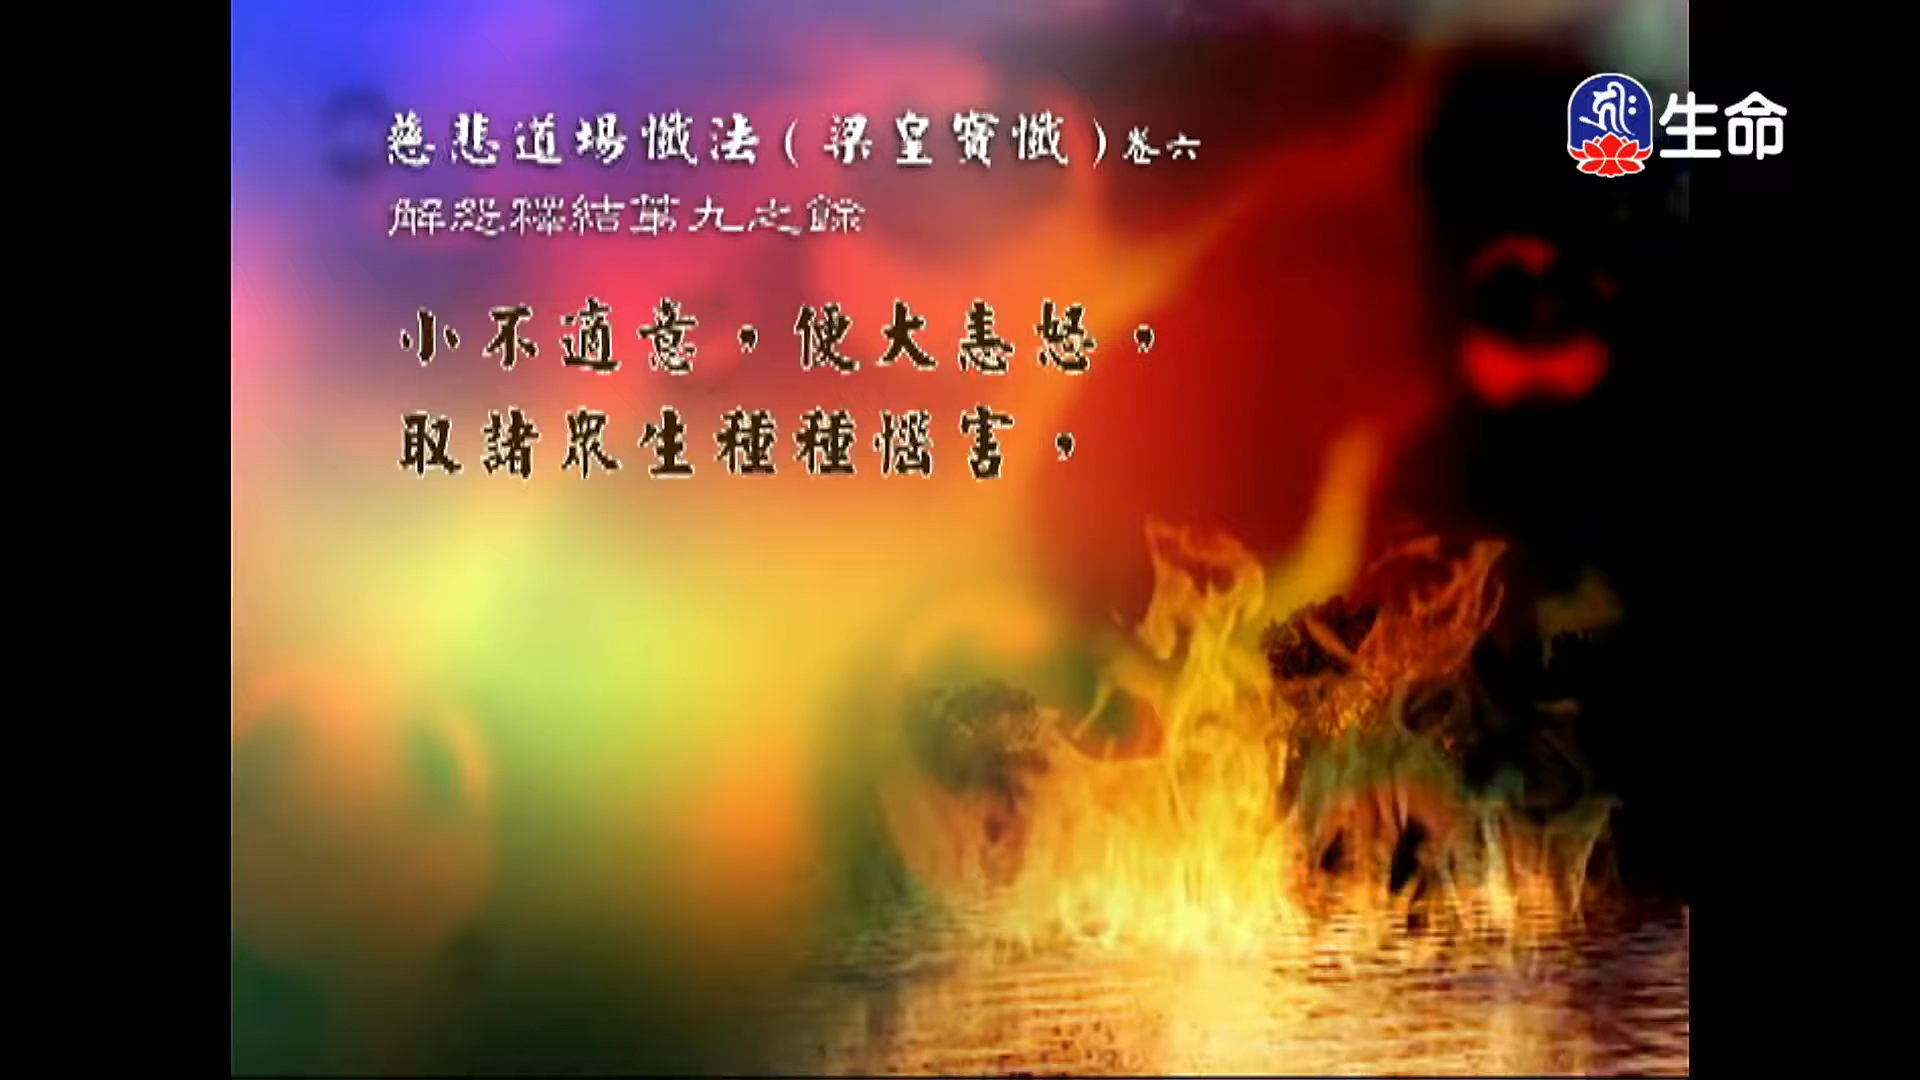 慈悲道場懺法(梁皇寶懺)卷六
解怨釋結第九之餘
小不適意,便大恚怒,
取諸眾生種種惱害,
生命